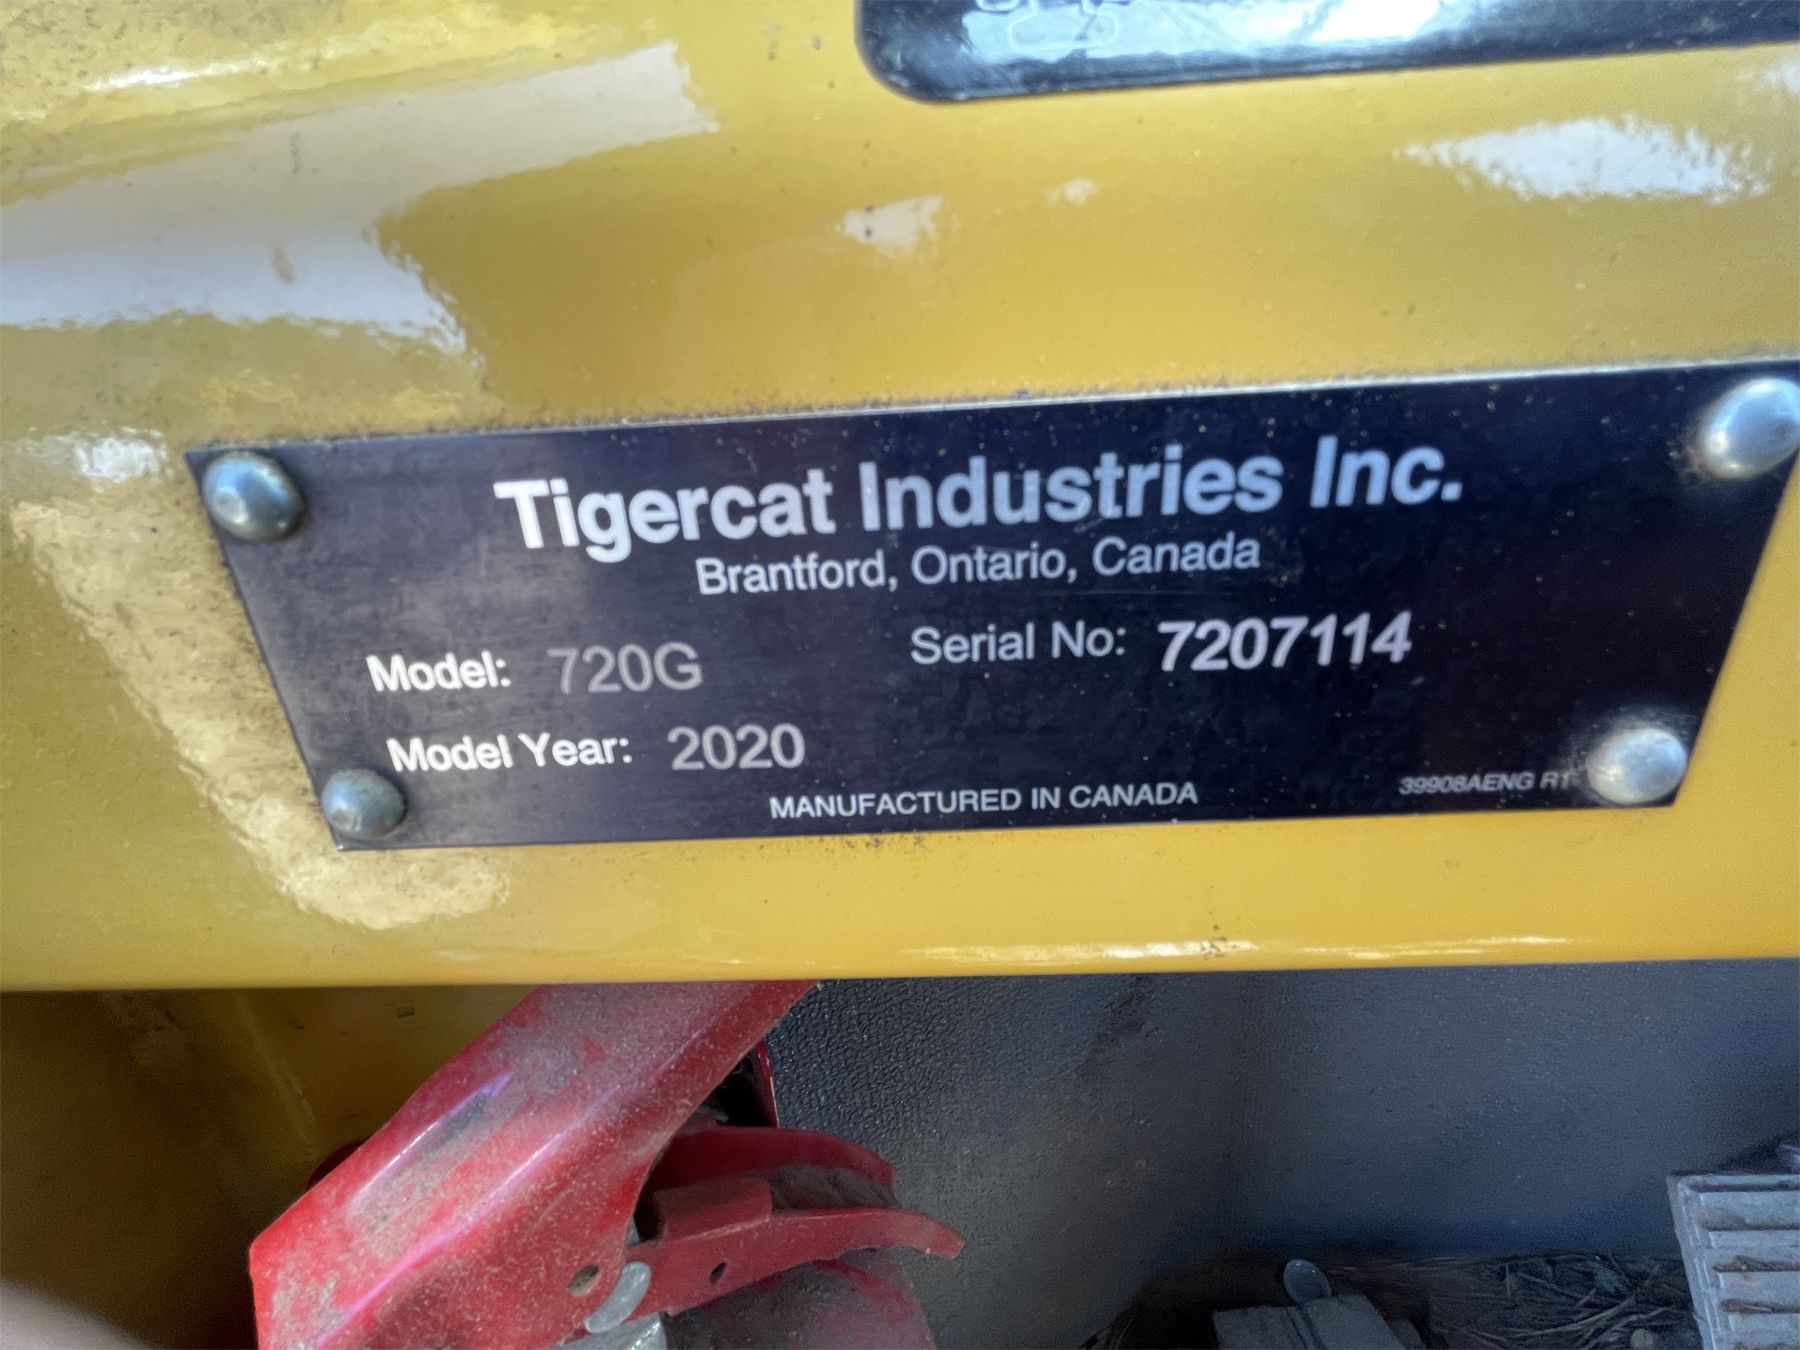 Tigercat Industries Inc.
Brantford, Ontario, Canada
Model: 720G Serial No: 7207114
Model Year: 2020
MANUFACTURED IN CANADA
39908AENG R1